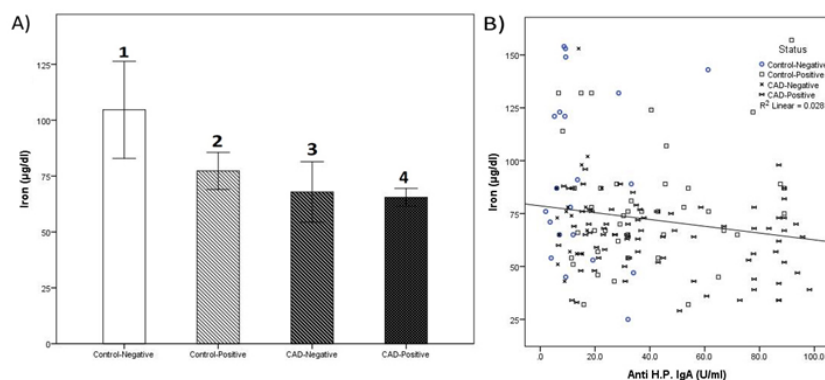 A)
1
2
3
4
Iron (µg/dl)
125
100
75
50
25
0
Control-Negative
Control-Positive
CAD-Negative
CAD-Positive
B)
Iron (µg/dl)
150
125
100
75
50
25
Status
Control-Negative
Control-Positive
CAD-Negative
CAD-Positive
R² Linear = 0.028
.0 20.0 40.0 60.0 80.0 100.0
Anti H.P. IgA (U/ml)